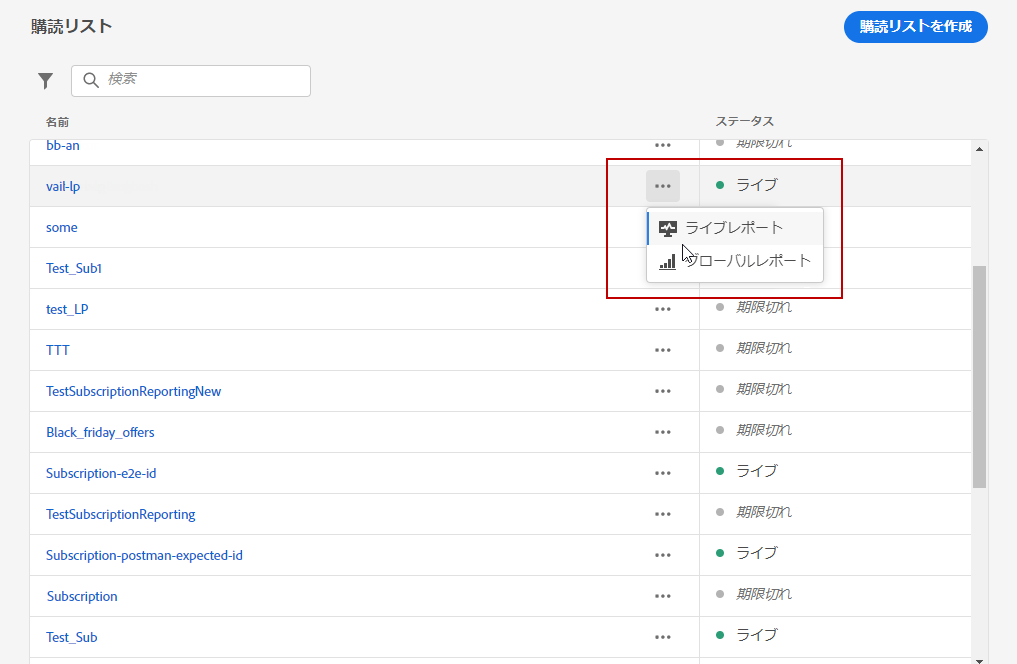 購読リスト
購読リストを作成
検索
名前 ステータス
bb-an ••• 期限切れ
vail-lp ••• ライブ
some ライブレポート
Test_Sub1 グローバルレポート
test_LP ••• 期限切れ
TTT ••• 期限切れ
TestSubscriptionReportingNew ••• 期限切れ
Black_friday_offers ••• 期限切れ
Subscription-e2e-id ••• ライブ
TestSubscriptionReporting ••• 期限切れ
Subscription-postman-expected-id ••• ライブ
Subscription ••• 期限切れ
Test_Sub ••• ライブ